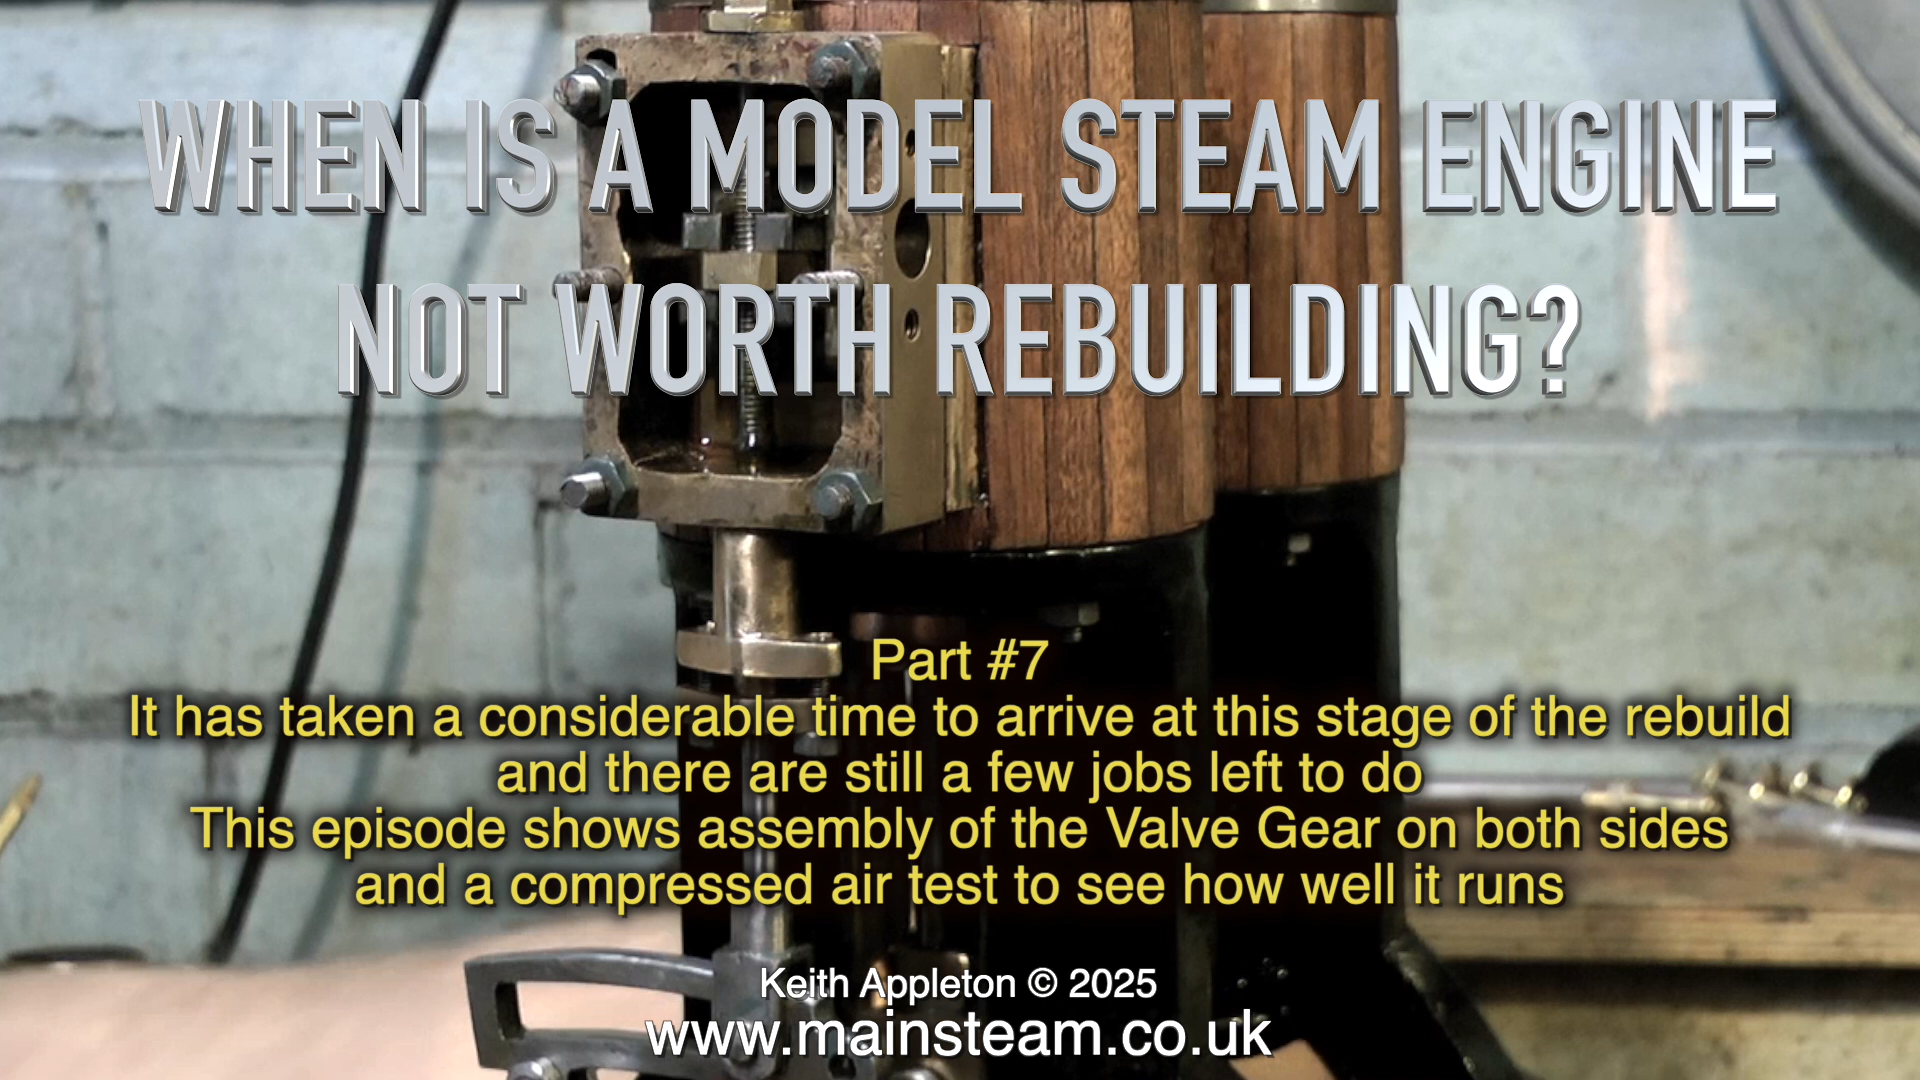 WHEN IS A MODEL STEAM ENGINE
NOT WORTH REBUILDING?
Part #7
It has taken a considerable time to arrive at this stage of the rebuild
and there are still a few jobs left to do
This episode shows assembly of the Valve Gear on both sides
and a compressed air test to see how well it runs
Keith Appleton © 2025
www.mainsteam.co.uk